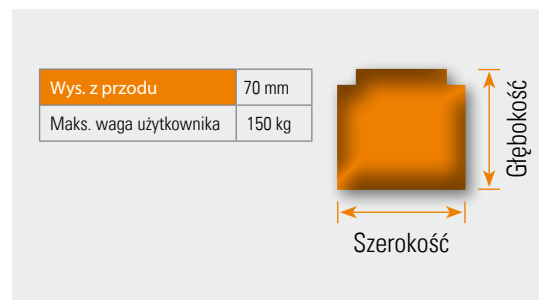 Wys. z przodu 70 mm
Maks. waga użytkownika 150 kg
Głębokość
Szerokość